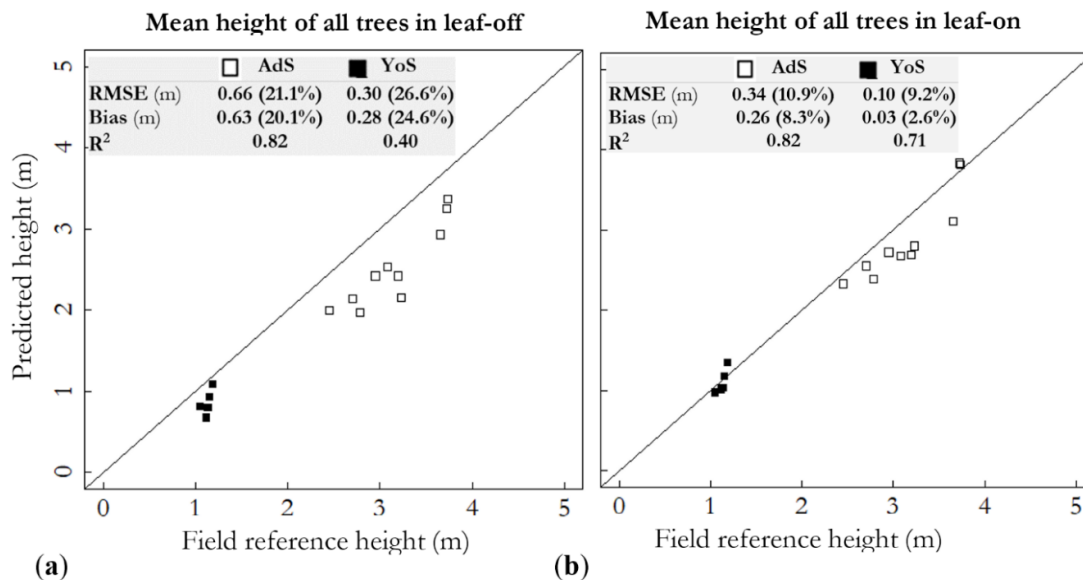 Mean height of all trees in leaf-off
AdS YoS
RMSE (m) 0.66 (21.1%) 0.30 (26.6%)
Bias (m) 0.63 (20.1%) 0.28 (24.6%)
R² 0.82 0.40
5
4
3
2
1
0
Predicted height (m)
0 1 2 3 4 5
Field reference height (m)
(a)
Mean height of all trees in leaf-on
AdS YoS
RMSE (m) 0.34 (10.9%) 0.10 (9.2%)
Bias (m) 0.26 (8.3%) 0.03 (2.6%)
R² 0.82 0.71
0 1 2 3 4 5
Field reference height (m)
(b)